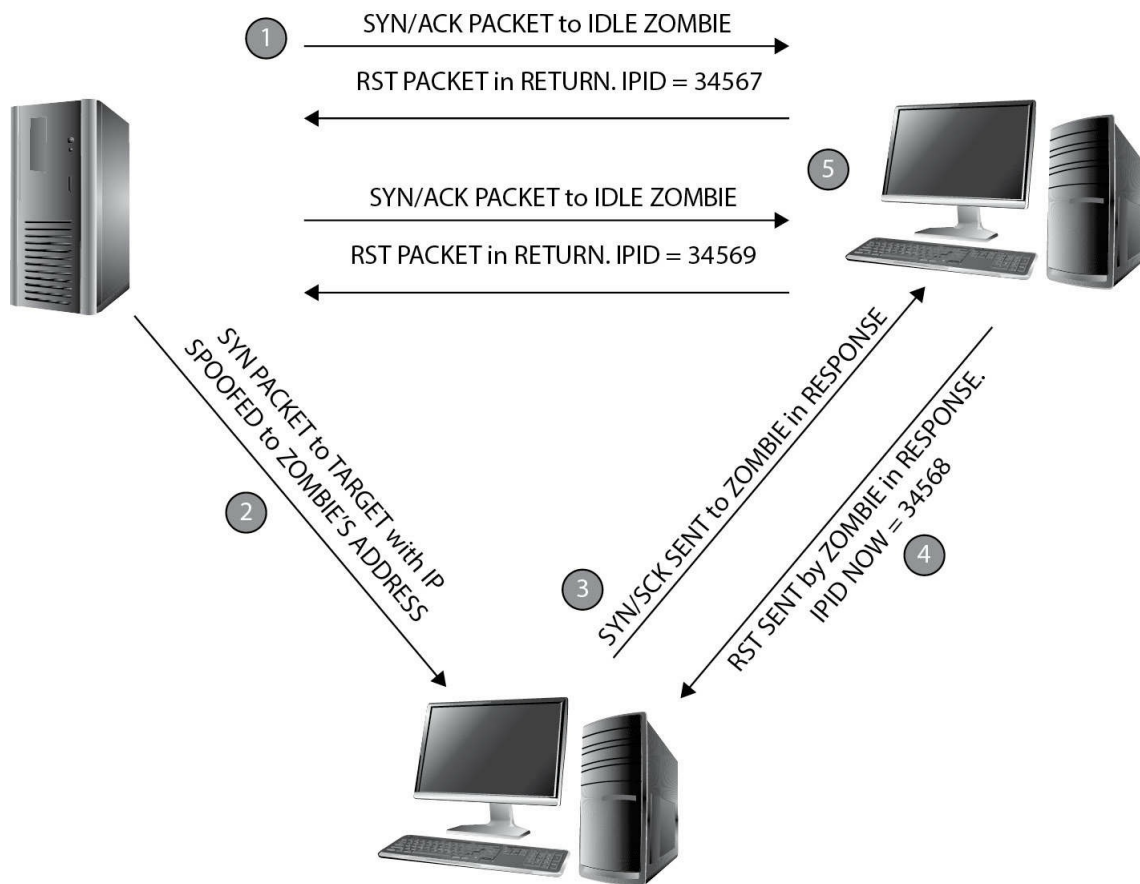 1
SYN/ACK PACKET to IDLE ZOMBIE
RST PACKET in RETURN. IPID = 34567
5
SYN/ACK PACKET to IDLE ZOMBIE
RST PACKET in RETURN. IPID = 34569
SYN PACKET to TARGET with IP
SPOOFED to ZOMBIE'S ADDRESS
2
3
SYN/SCK SENT to ZOMBIE in RESPONSE
RST SENT by ZOMBIE in RESPONSE.
IPID NOW = 34568
4